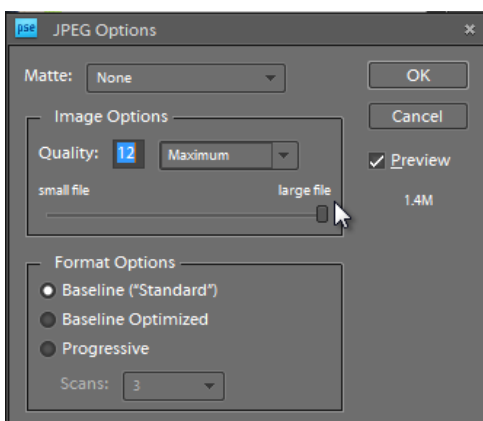 pse JPEG Options
Matte: None
OK
Image Options
Cancel
Quality: 12 Maximum
Preview
small file large file
1.4M
Format Options
Baseline (“Standard”)
Baseline Optimized
Progressive
Scans: 3